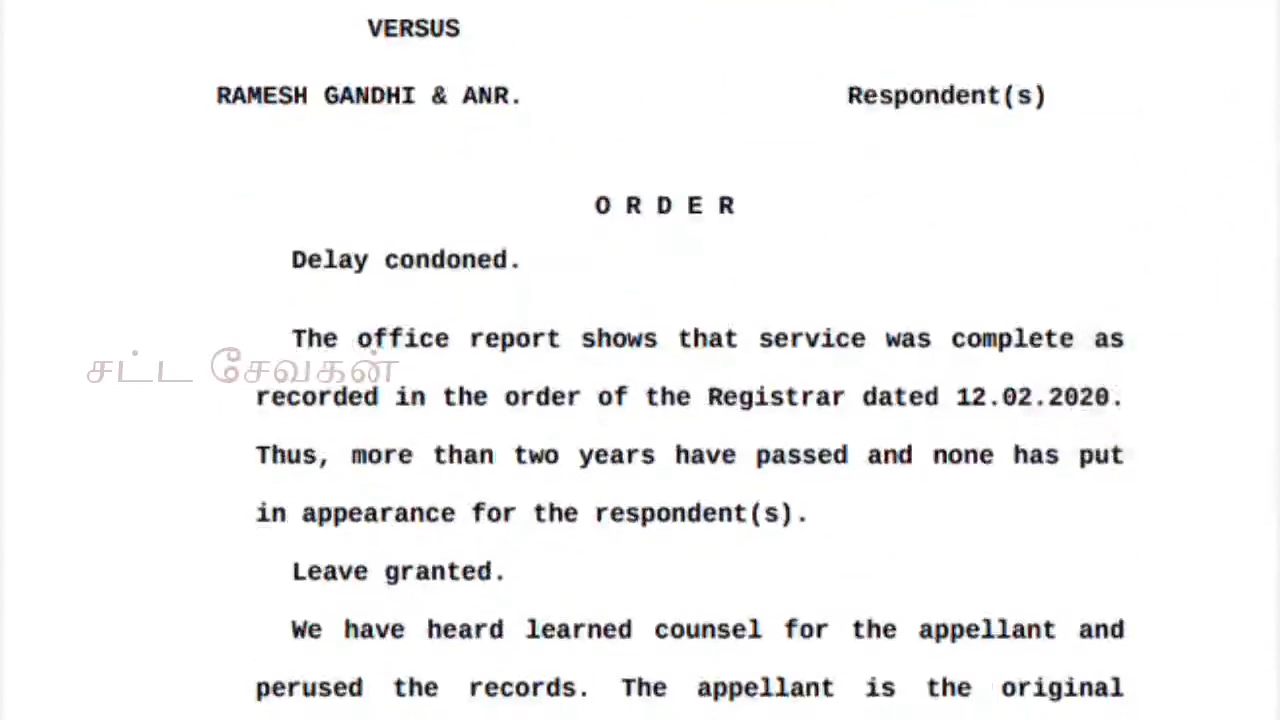 VERSUS
RAMESH GANDHI & ANR. Respondent(s)
O R D E R
Delay condoned.
The office report shows that service was complete as
சட்ட சேவகன்
recorded in the order of the Registrar dated 12.02.2020.
Thus, more than two years have passed and none has put
in appearance for the respondent(s).
Leave granted.
We have heard learned counsel for the appellant and
perused the records. The appellant is the original